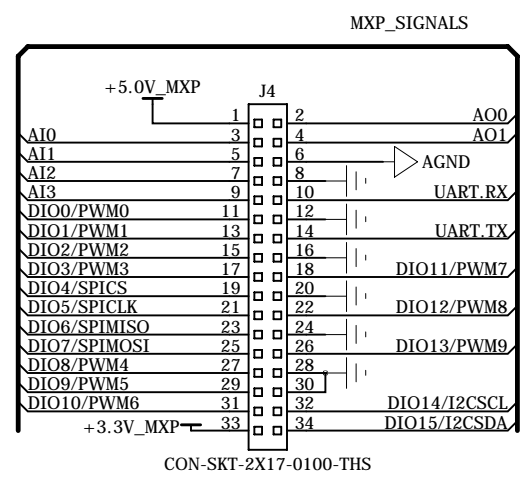 MXP_SIGNALS
+5.0V_MXP
J4
1 2 AO0
AI0 3 4 AO1
AI1 5 6 AGND
AI2 7 8
AI3 9 10 UART.RX
DIO0/PWM0 11 12
DIO1/PWM1 13 14 UART.TX
DIO2/PWM2 15 16
DIO3/PWM3 17 18 DIO11/PWM7
DIO4/SPICS 19 20
DIO5/SPICLK 21 22 DIO12/PWM8
DIO6/SPIMISO 23 24
DIO7/SPIMOSI 25 26 DIO13/PWM9
DIO8/PWM4 27 28
DIO9/PWM5 29 30
DIO10/PWM6 31 32 DIO14/I2CSCL
+3.3V_MXP 33 34 DIO15/I2CSDA
CON-SKT-2X17-0100-THS